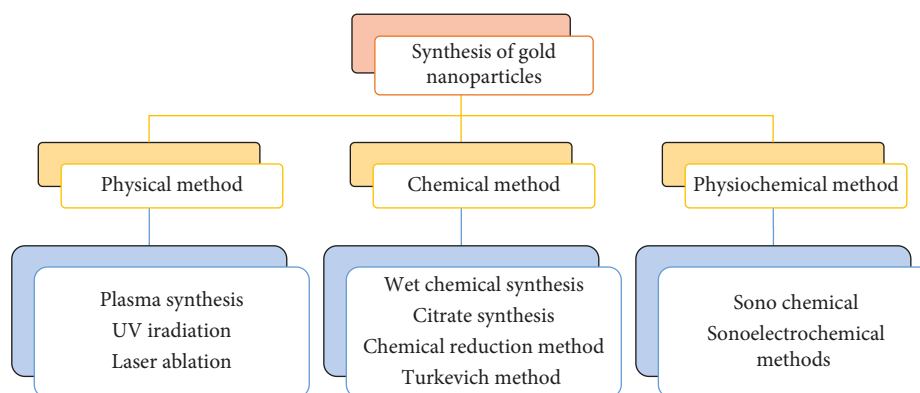 Synthesis of gold
nanoparticles
Physical method
Chemical method
Physiochemical method
Plasma synthesis
UV irradiation
Laser ablation
Wet chemical synthesis
Citrate synthesis
Chemical reduction method
Turkevich method
Sono chemical
Sonoelectrochemical
methods